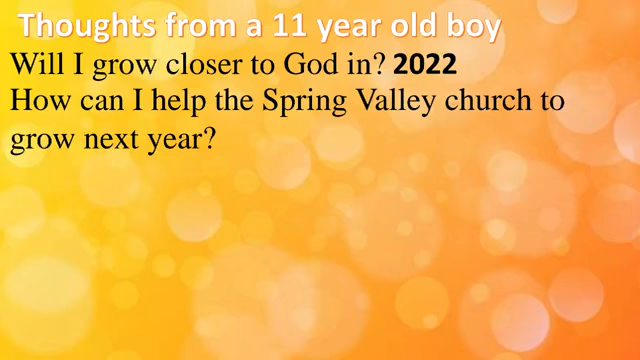 Thoughts from a 11 year old boy
Will I grow closer to God in? 2022
How can I help the Spring Valley church to
grow next year?